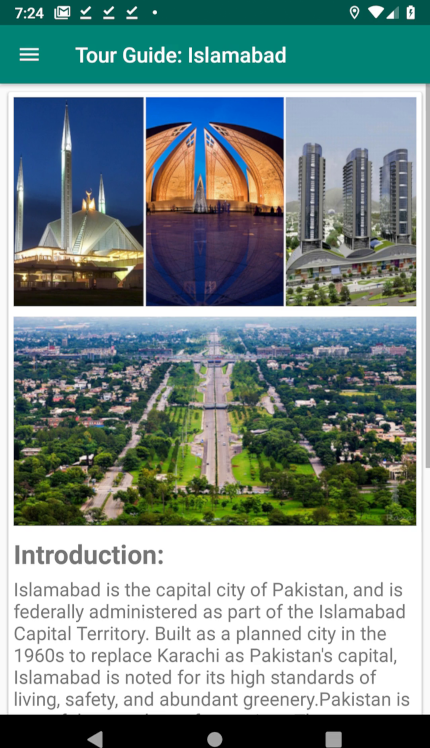 7:24
Tour Guide: Islamabad
Introduction:
Islamabad is the capital city of Pakistan, and is
federally administered as part of the Islamabad
Capital Territory. Built as a planned city in the
1960s to replace Karachi as Pakistan's capital,
Islamabad is noted for its high standards of
living, safety, and abundant greenery.Pakistan is